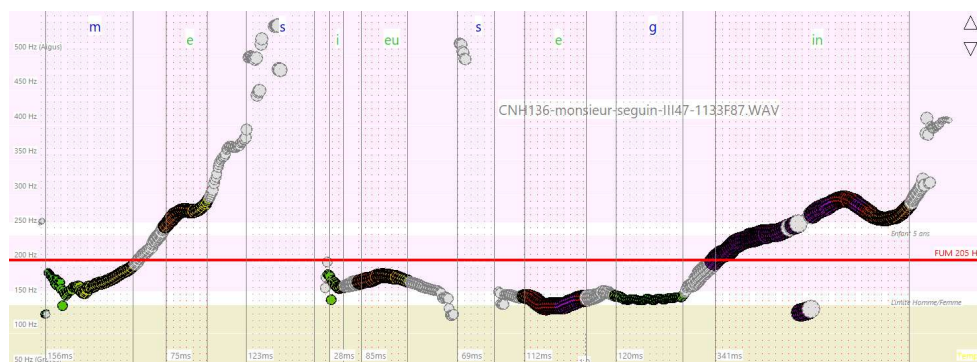 m e s i eu s e g in
△
▽
500 Hz (Aigus)
450 Hz
400 Hz
350 Hz
300 Hz
250 Hz
200 Hz
150 Hz
100 Hz
50 Hz
CNH136-monsieur-seguin-III47-1133F87.WAV
Enfant 5 ans
FUM 205 H
Limite Homme/Femme
156ms 75ms 123ms 28ms 85ms 69ms 112ms 120ms 341ms